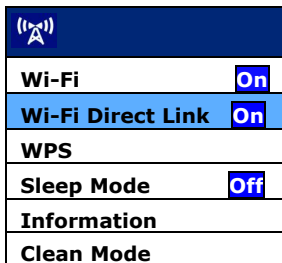 Wi-Fi On
Wi-Fi Direct Link On
WPS
Sleep Mode Off
Information
Clean Mode